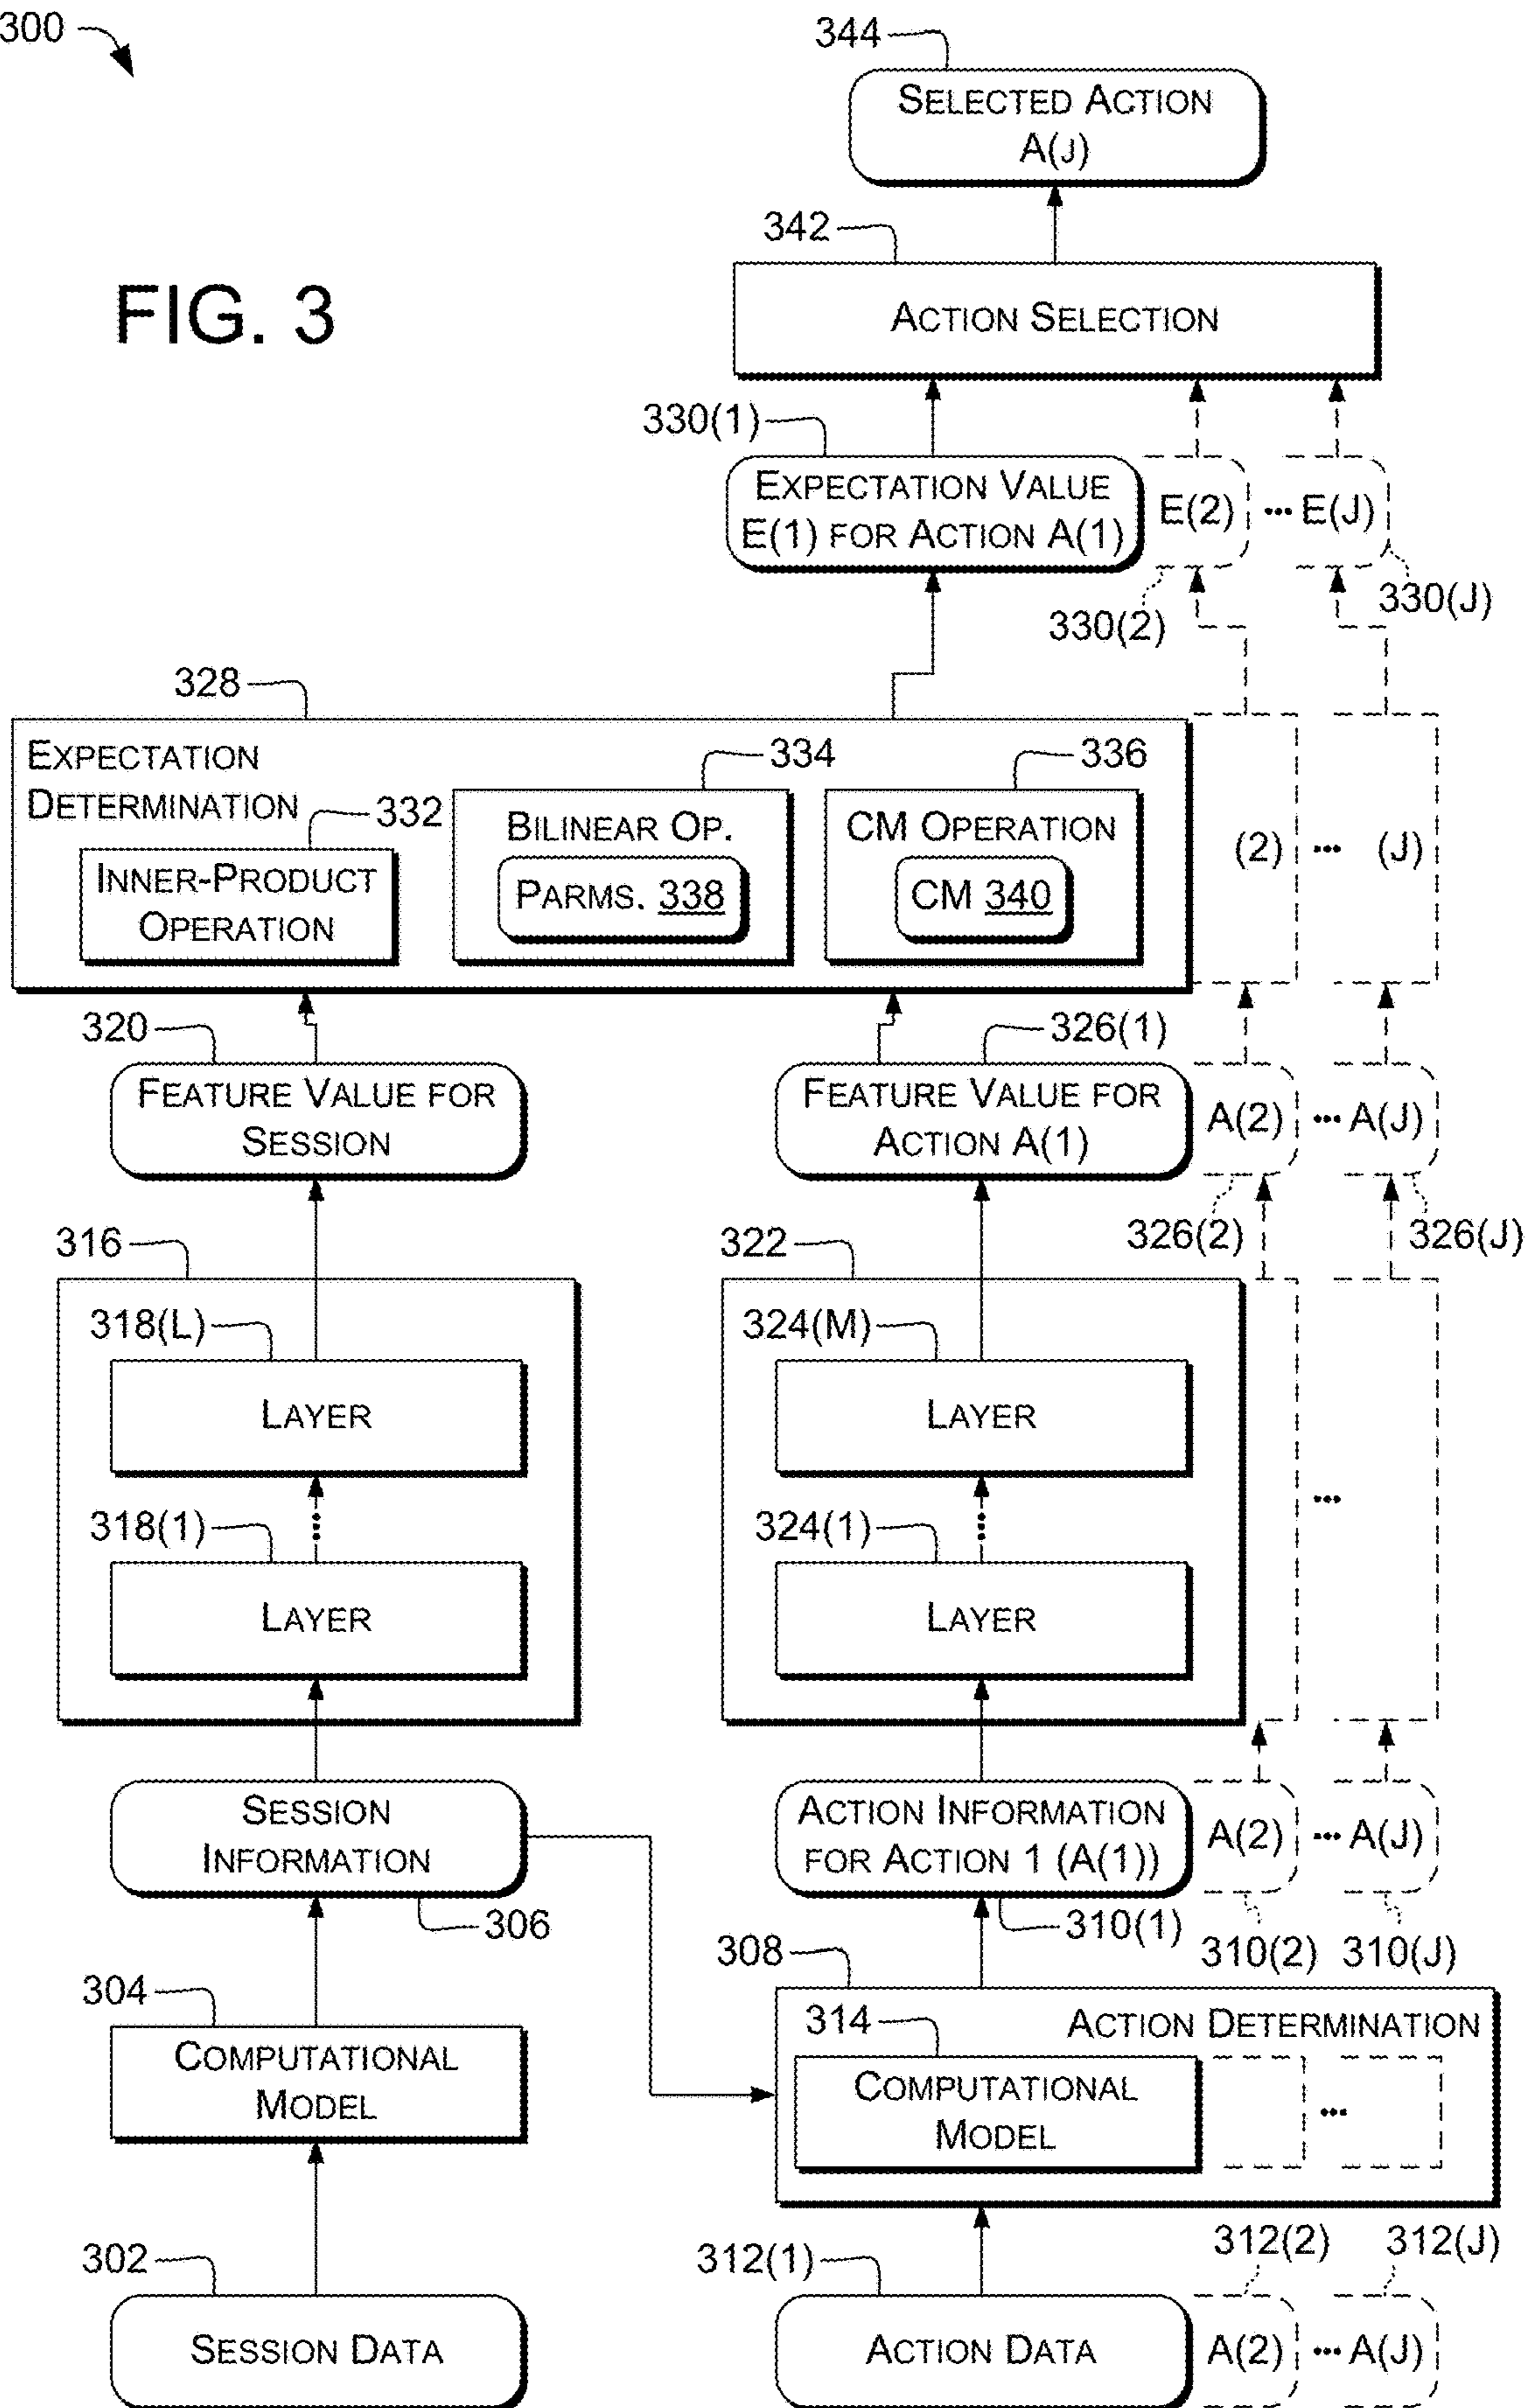 300
344
SELECTED ACTION
A(J)
342
FIG. 3
ACTION SELECTION
330(1)
EXPECTATION VALUE
E(1) FOR ACTION A(1)
E(2)
... E(J)
330(2)
330(J)
328
EXPECTATION
DETERMINATION
332
334
336
INNER-PRODUCT
OPERATION
BILINEAR OP.
PARMS. 338
CM OPERATION
CM 340
(2)
... (J)
320
326(1)
FEATURE VALUE FOR
SESSION
FEATURE VALUE FOR
ACTION A(1)
A(2)
... A(J)
326(2)
326(J)
316
322
318(L)
324(M)
LAYER
LAYER
...
...
...
318(1)
324(1)
LAYER
LAYER
SESSION
INFORMATION
ACTION INFORMATION
FOR ACTION 1 (A(1))
A(2)
... A(J)
306
310(1)
310(2)
310(J)
304
308
314
ACTION DETERMINATION
COMPUTATIONAL
MODEL
COMPUTATIONAL
MODEL
...
302
312(1)
312(2)
312(J)
SESSION DATA
ACTION DATA
A(2)
... A(J)